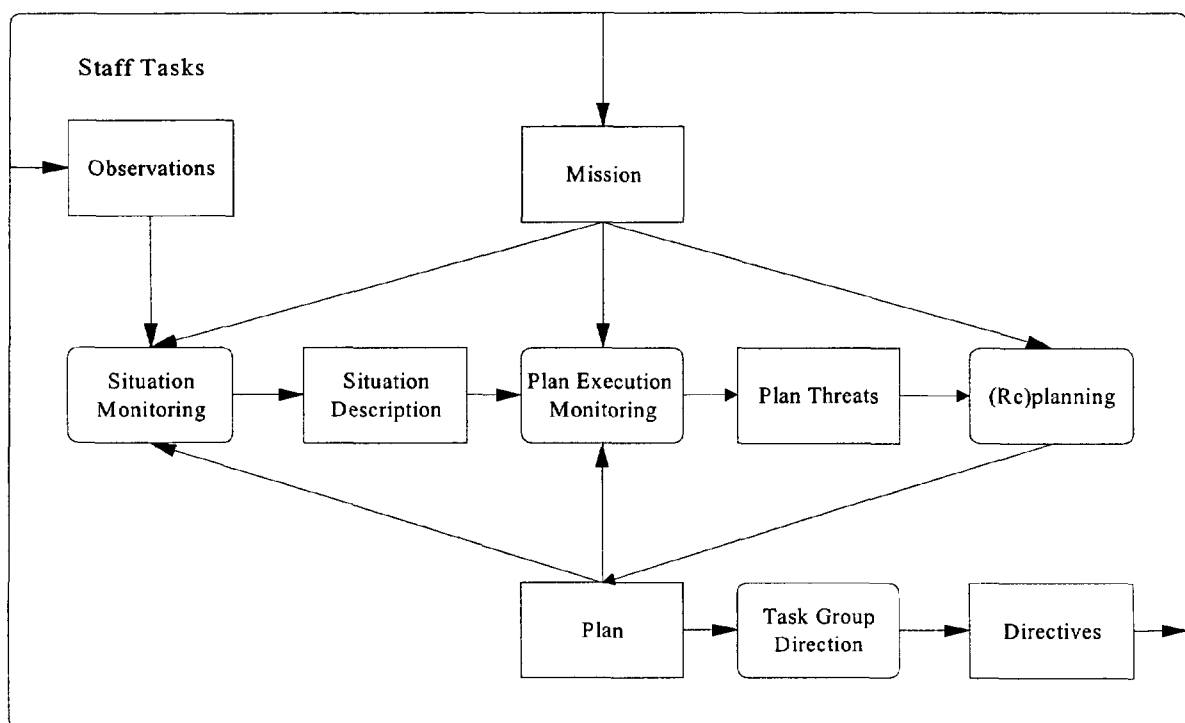 Staff Tasks
Observations
Mission
Situation
Monitoring
Situation
Description
Plan Execution
Monitoring
Plan Threats
(Re)planning
Plan
Task Group
Direction
Directives